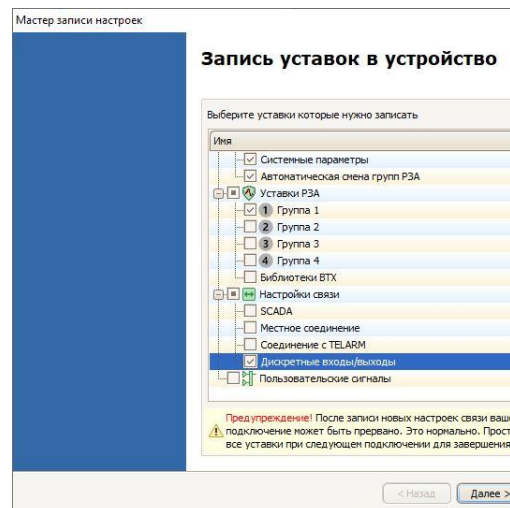 Мастер записи настроек
Запись уставок в устройство
Выберите уставки которые нужно записать
Имя
Системные параметры
Автоматическая смена групп РЗА
Уставки РЗА
1 Группа 1
2 Группа 2
3 Группа 3
4 Группа 4
Библиотеки ВТХ
Настройки связи
SCADA
Местное соединение
Соединение с TELARM
Дискретные входы/выходы
Пользовательские сигналы
Предупреждение! После записи новых настроек связи ваше
подключение может быть прервано. Это нормально. Прост
все уставки при следующем подключении для завершения
< Назад
Далее >